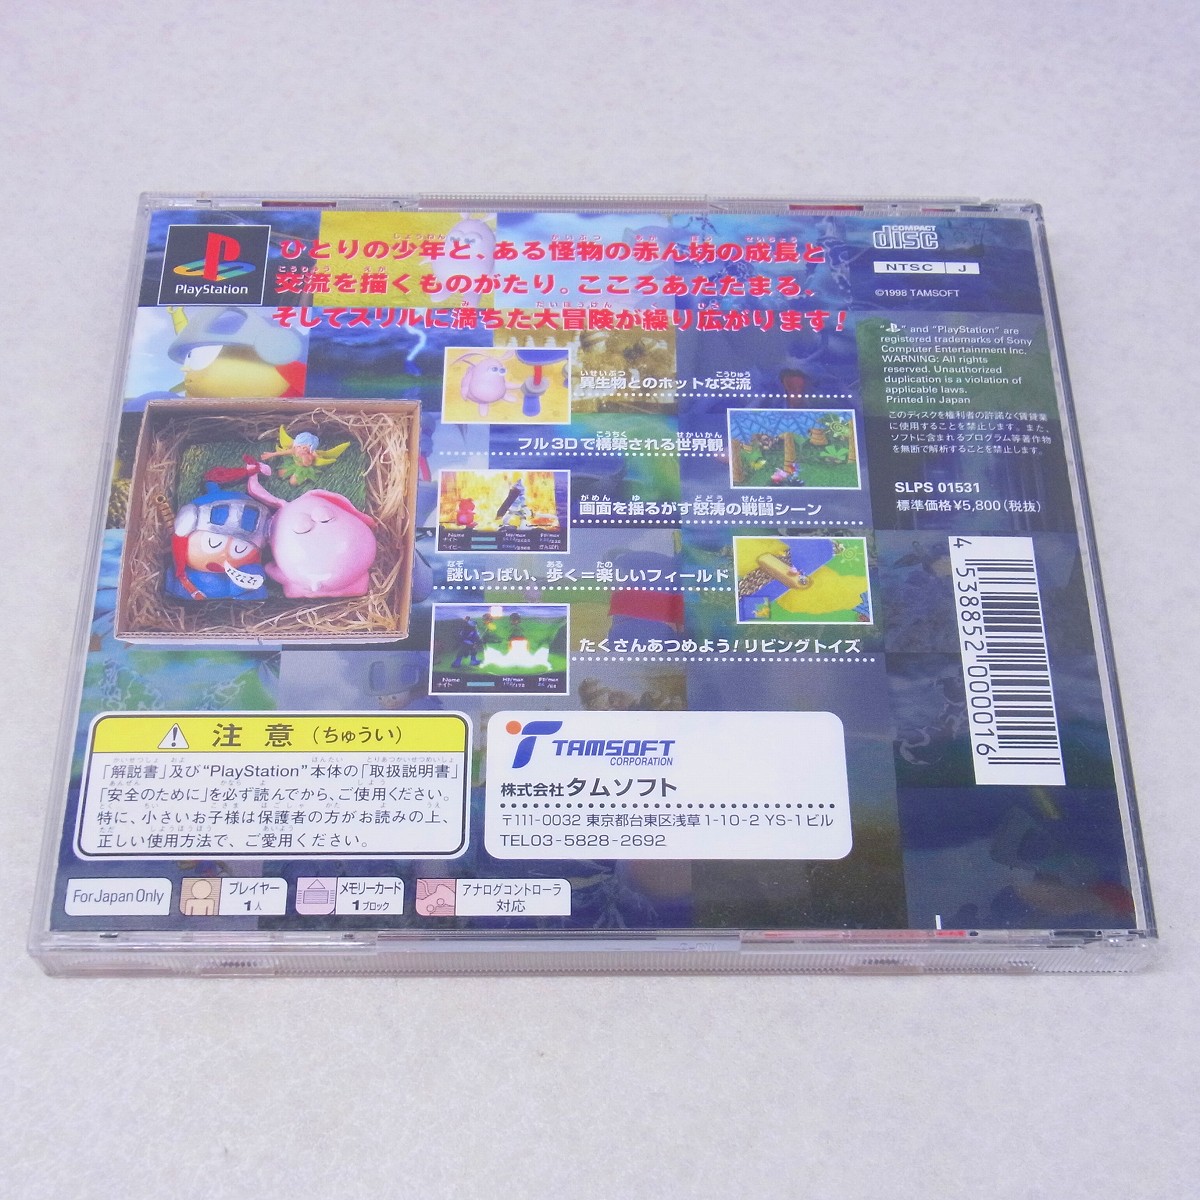 PlayStation
ひとりの少年と、ある怪物の赤ん坊の成長と
交流を描くものがたり。こころあたたまる、
そしてスリルに満ちた大冒険が繰り広がります!
COMPACT
disc
NTSC J
©1998 TAMSOFT
" " and "PlayStation" are
registered trademarks of Sony
Computer Entertainment Inc.
WARNING: All rights
reserved. Unauthorized
duplication is a violation of
applicable laws.
Printed in Japan
このディスクを権利者の許諾なく賃貸業
に使用することを禁止します。また、
ソフトに含まれるプログラム等著作物
を無断で解析することを禁止します。
SLPS 01531
標準価格¥5,800(税抜)
4 538852 000016
異生物とのホットな交流
フル3Dで構築される世界観
画面を揺るがす怒涛の戦闘シーン
謎いっぱい、歩く=楽しいフィールド
たくさんあつめよう!リビングトイズ
注意(ちゅうい)
「解説書」及び"PlayStation"本体の「取扱説明書」
「安全のために」を必ず読んでから、ご使用ください。
特に、小さいお子様は保護者の方がお読みの上、
正しい使用方法で、ご愛用ください。
TAMSOFT
CORPORATION
株式会社タムソフト
〒111-0032 東京都台東区浅草1-10-2 YS-1ビル
TEL03-5828-2692
For Japan Only
プレイヤー
1人
メモリーカード
1ブロック
アナログコントローラ
対応